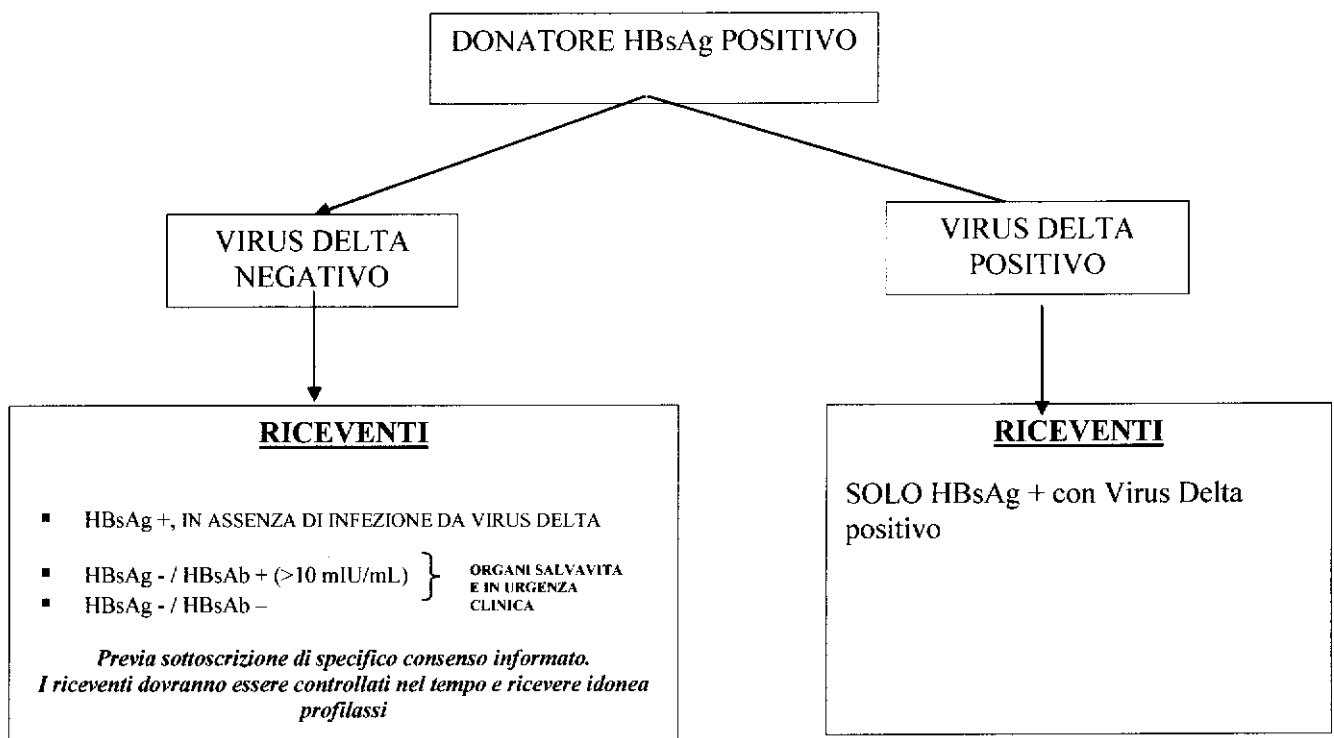 DONATORE HBsAg POSITIVO
VIRUS DELTA
NEGATIVO
VIRUS DELTA
POSITIVO
RICEVENTI
▪ HBsAg +, IN ASSENZA DI INFEZIONE DA VIRUS DELTA
▪ HBsAg - / HBsAb + (>10 mIU/mL)
▪ HBsAg - / HBsAb –
ORGANI SALVAVITA
E IN URGENZA
CLINICA
Previa sottoscrizione di specifico consenso informato.
I riceventi dovranno essere controllati nel tempo e ricevere idonea
profilassi
RICEVENTI
SOLO HBsAg + con Virus Delta
positivo